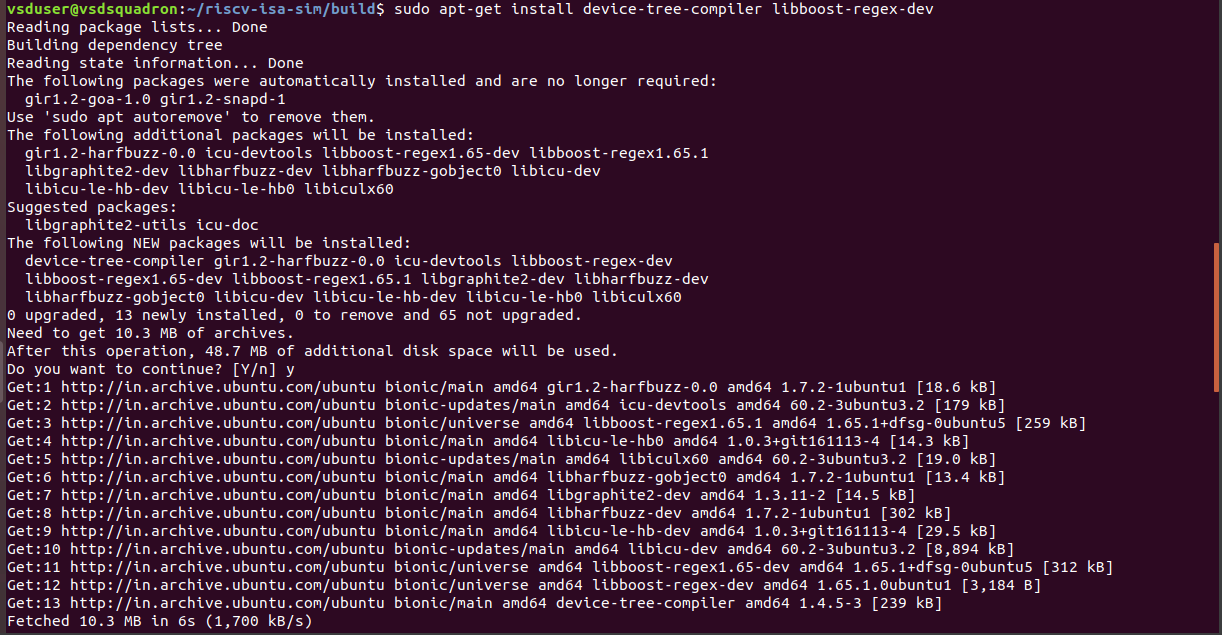 vsduser@vsdsquadron:~/riscv-isa-sim/build$ sudo apt-get install device-tree-compiler libboost-regex-dev
Reading package lists... Done
Building dependency tree
Reading state information... Done
The following packages were automatically installed and are no longer required:
  gir1.2-goa-1.0 gir1.2-snapd-1
Use 'sudo apt autoremove' to remove them.
The following additional packages will be installed:
  gir1.2-harfbuzz-0.0 icu-devtools libboost-regex1.65-dev libboost-regex1.65.1
  libgraphite2-dev libharfbuzz-dev libharfbuzz-gobject0 libicu-dev
  libicu-le-hb-dev libicu-le-hb0 libiculx60
Suggested packages:
  libgraphite2-utils icu-doc
The following NEW packages will be installed:
  device-tree-compiler gir1.2-harfbuzz-0.0 icu-devtools libboost-regex-dev
  libboost-regex1.65-dev libboost-regex1.65.1 libgraphite2-dev libharfbuzz-dev
  libharfbuzz-gobject0 libicu-dev libicu-le-hb-dev libicu-le-hb0 libiculx60
0 upgraded, 13 newly installed, 0 to remove and 65 not upgraded.
Need to get 10.3 MB of archives.
After this operation, 48.7 MB of additional disk space will be used.
Do you want to continue? [Y/n] y
Get:1 http://in.archive.ubuntu.com/ubuntu bionic/main amd64 gir1.2-harfbuzz-0.0 amd64 1.7.2-1ubuntu1 [18.6 kB]
Get:2 http://in.archive.ubuntu.com/ubuntu bionic-updates/main amd64 icu-devtools amd64 60.2-3ubuntu3.2 [179 kB]
Get:3 http://in.archive.ubuntu.com/ubuntu bionic/universe amd64 libboost-regex1.65.1 amd64 1.65.1+dfsg-0ubuntu5 [259 kB]
Get:4 http://in.archive.ubuntu.com/ubuntu bionic/main amd64 libicu-le-hb0 amd64 1.0.3+git161113-4 [14.3 kB]
Get:5 http://in.archive.ubuntu.com/ubuntu bionic-updates/main amd64 libiculx60 amd64 60.2-3ubuntu3.2 [19.0 kB]
Get:6 http://in.archive.ubuntu.com/ubuntu bionic/main amd64 libharfbuzz-gobject0 amd64 1.7.2-1ubuntu1 [13.4 kB]
Get:7 http://in.archive.ubuntu.com/ubuntu bionic/main amd64 libgraphite2-dev amd64 1.3.11-2 [14.5 kB]
Get:8 http://in.archive.ubuntu.com/ubuntu bionic/main amd64 libharfbuzz-dev amd64 1.7.2-1ubuntu1 [302 kB]
Get:9 http://in.archive.ubuntu.com/ubuntu bionic/main amd64 libicu-le-hb-dev amd64 1.0.3+git161113-4 [29.5 kB]
Get:10 http://in.archive.ubuntu.com/ubuntu bionic-updates/main amd64 libicu-dev amd64 60.2-3ubuntu3.2 [8,894 kB]
Get:11 http://in.archive.ubuntu.com/ubuntu bionic/universe amd64 libboost-regex1.65-dev amd64 1.65.1+dfsg-0ubuntu5 [312 kB]
Get:12 http://in.archive.ubuntu.com/ubuntu bionic/universe amd64 libboost-regex-dev amd64 1.65.1.0ubuntu1 [3,184 B]
Get:13 http://in.archive.ubuntu.com/ubuntu bionic/main amd64 device-tree-compiler amd64 1.4.5-3 [239 kB]
Fetched 10.3 MB in 6s (1,700 kB/s)